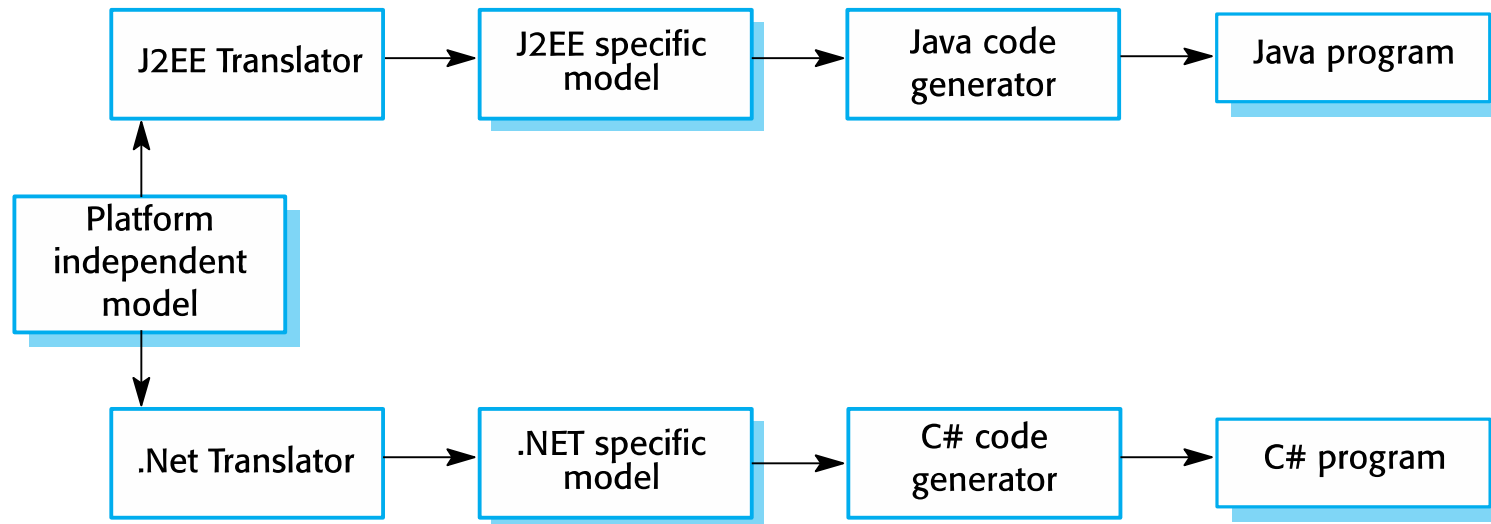 J2EE Translator
J2EE specific
model
Java code
generator
Java program
Platform
independent
model
.Net Translator
.NET specific
model
C# code
generator
C# program